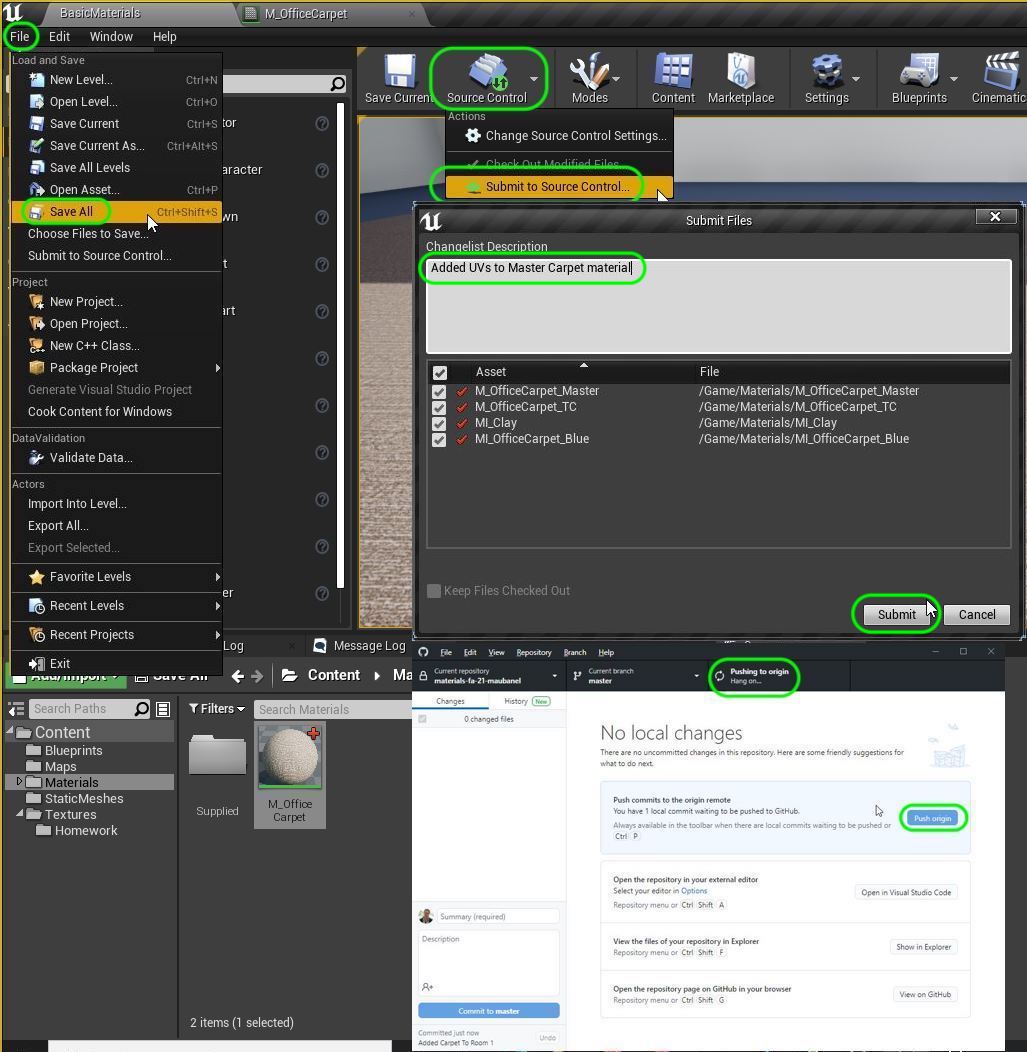 BasicMaterials
M_OfficeCarpet
File
Edit
Window
Help
Load and Save
New Level...
Ctrl+N
Open Level...
Ctrl+O
Save Current
Ctrl+S
Save Current As...
Ctrl+Alt+S
Save All Levels
Open Asset...
Ctrl+P
Save All
Ctrl+Shift+S
Choose Files to Save...
Submit to Source Control...
Project
New Project...
Open Project...
New C++ Class...
Package Project
Generate Visual Studio Project
Cook Content for Windows
DataValidation
Validate Data...
Actors
Import Into Level...
Export All...
Export Selected...
Favorite Levels
Recent Levels
Recent Projects
Exit
Save Current
Source Control
Modes
Content
Marketplace
Settings
Blueprints
Cinematic
Actions
Change Source Control Settings...
Check Out Modified Files
Submit to Source Control...
Submit Files
Changelist Description
Added UVs to Master Carpet material
Asset
File
M_OfficeCarpet_Master
/Game/Materials/M_OfficeCarpet_Master
M_OfficeCarpet_TC
/Game/Materials/M_OfficeCarpet_TC
MI_Clay
/Game/Materials/MI_Clay
MI_OfficeCarpet_Blue
/Game/Materials/MI_OfficeCarpet_Blue
Keep Files Checked Out
Submit
Cancel
Log
Message Log
Add/Import
Save All
Content
Ma
Search Paths
Filters
Search Materials
Content
Blueprints
Maps
Materials
StaticMeshes
Textures
Homework
Supplied
M_Office
Carpet
2 items (1 selected)
File
Edit
View
Repository
Branch
Help
Current repository
materials-fa-21-maubanel
Current branch
master
Pushing to origin
Hang on...
Changes
History
New
0 changed files
No local changes
There are no uncommitted changes in this repository. Here are some friendly suggestions for
what to do next.
Push commits to the origin remote
You have 1 local commit waiting to be pushed to GitHub.
Always available in the toolbar when there are local commits waiting to be pushed or
Ctrl P
Push origin
Open the repository in your external editor
Select your editor in Options
Repository menu or Ctrl Shift A
Open in Visual Studio Code
View the files of your repository in Explorer
Repository menu or Ctrl Shift F
Show in Explorer
Open the repository page on GitHub in your browser
Repository menu or Ctrl Shift G
View on GitHub
Summary (required)
Description
Commit to master
Committed just now
Added Carpet To Room 1
Undo